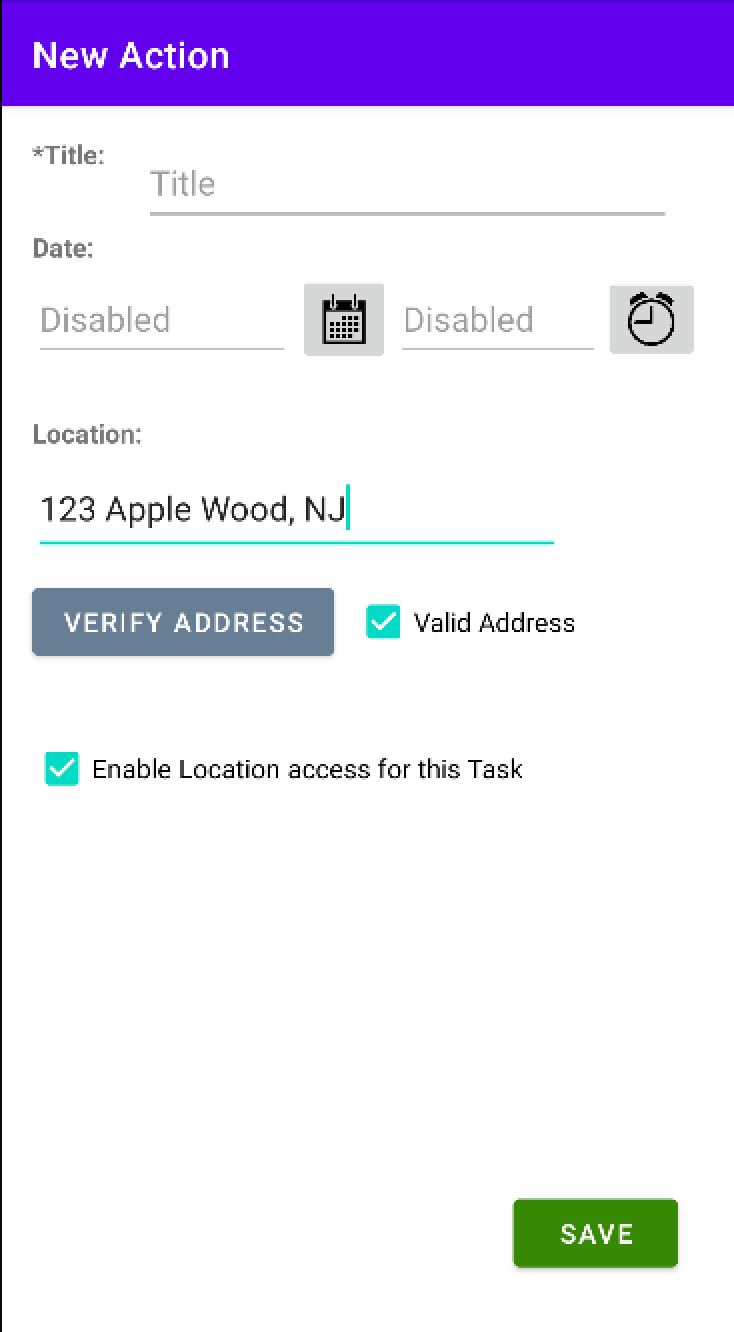 New Action
*Title:
Title
Date:
Disabled Disabled
Location:
123 Apple Wood, NJ
VERIFY ADDRESS Valid Address
Enable Location access for this Task
SAVE